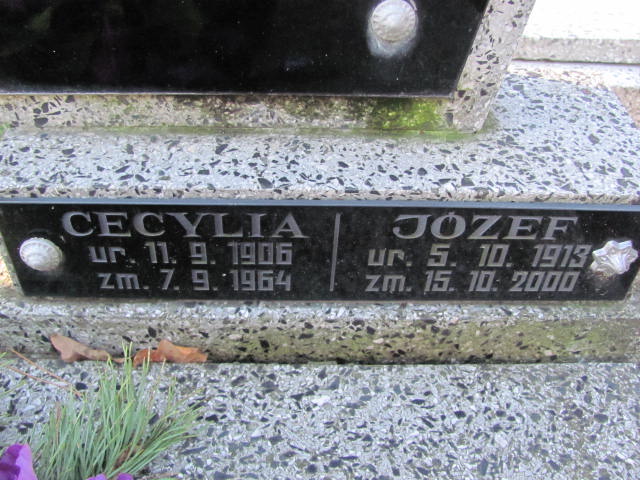 CECYLIA
ur. 11. 9. 1906
zm. 7. 9. 1964
JÓZEF
ur. 5. 10. 1913
zm. 15. 10. 2000